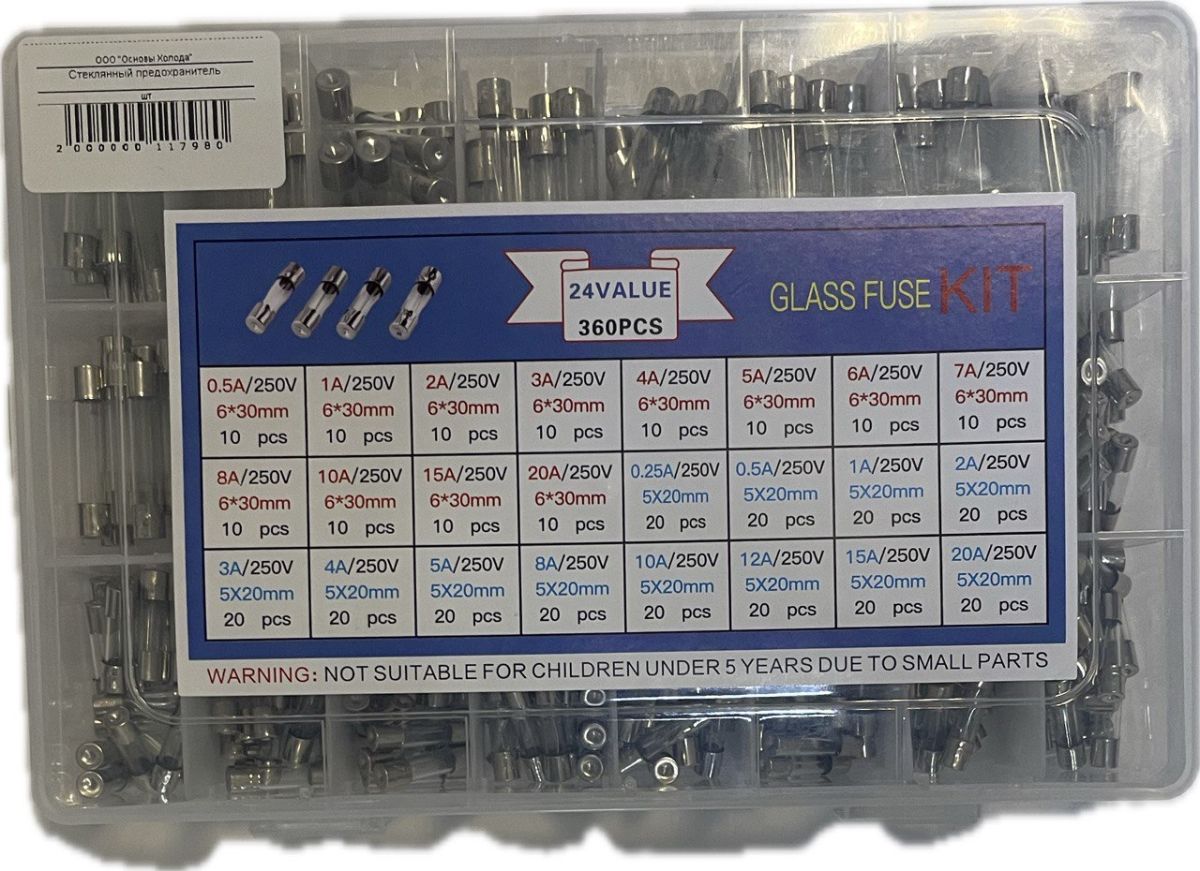 ООО "Основы Холода"
Стеклянный предохранитель
шт
2 000000 117980
24VALUE
360PCS
GLASS FUSE KIT
0.5A/250V 1A/250V 2A/250V 3A/250V 4A/250V 5A/250V 6A/250V 7A/250V
6*30mm 6*30mm 6*30mm 6*30mm 6*30mm 6*30mm 6*30mm 6*30mm
10 pcs 10 pcs 10 pcs 10 pcs 10 pcs 10 pcs 10 pcs 10 pcs
8A/250V 10A/250V 15A/250V 20A/250V 0.25A/250V 0.5A/250V 1A/250V 2A/250V
6*30mm 6*30mm 6*30mm 6*30mm 5X20mm 5X20mm 5X20mm 5X20mm
10 pcs 10 pcs 10 pcs 10 pcs 20 pcs 20 pcs 20 pcs 20 pcs
3A/250V 4A/250V 5A/250V 8A/250V 10A/250V 12A/250V 15A/250V 20A/250V
5X20mm 5X20mm 5X20mm 5X20mm 5X20mm 5X20mm 5X20mm 5X20mm
20 pcs 20 pcs 20 pcs 20 pcs 20 pcs 20 pcs 20 pcs 20 pcs
WARNING: NOT SUITABLE FOR CHILDREN UNDER 5 YEARS DUE TO SMALL PARTS